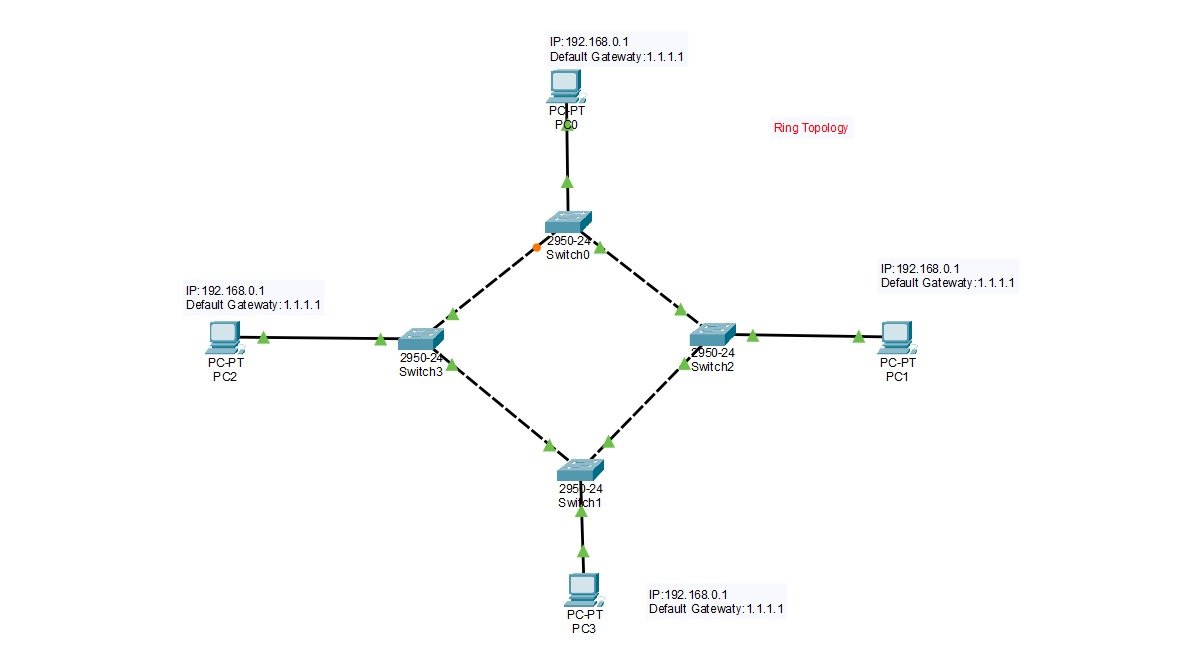 IP:192.168.0.1
Default Gatewaty:1.1.1.1
PC-PT
PC0
Ring Topology
2950-24
Switch0
IP:192.168.0.1
Default Gatewaty:1.1.1.1
IP:192.168.0.1
Default Gatewaty:1.1.1.1
PC-PT
PC2
2950-24
Switch3
2950-24
Switch2
PC-PT
PC1
2950-24
Switch1
IP:192.168.0.1
Default Gatewaty:1.1.1.1
PC-PT
PC3